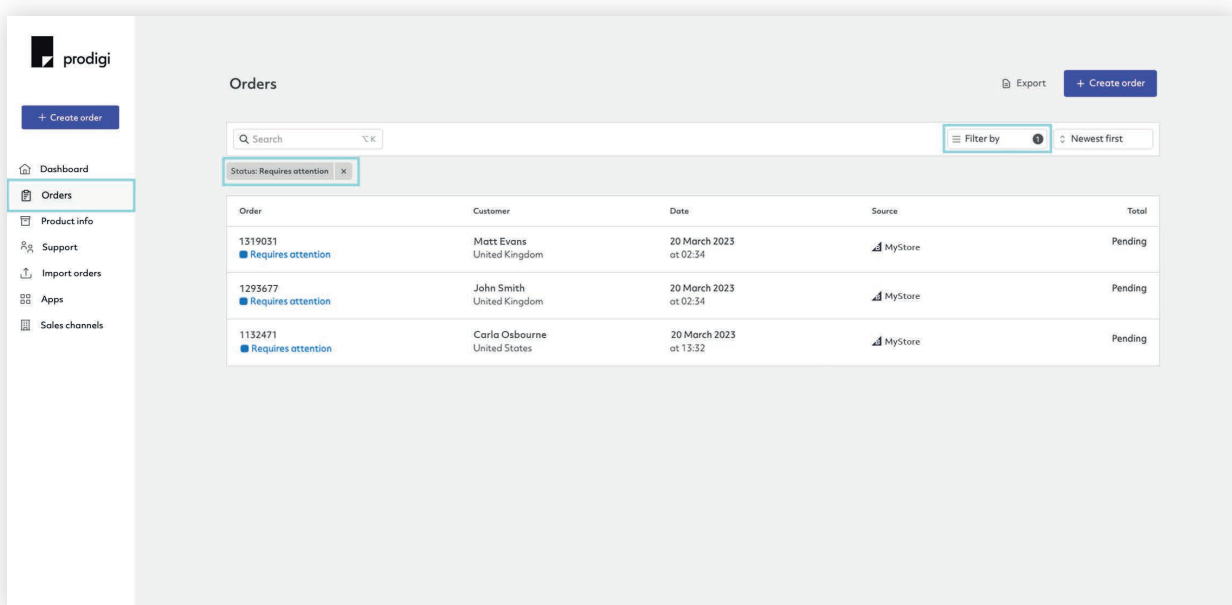 prodigi
+ Create order
Dashboard
Orders
Product info
Support
Import orders
Apps
Sales channels
Orders
Export
+ Create order
Search ⌥ K
Filter by 1
Newest first
Status: Requires attention ×
Order Customer Date Source Total
1319031 Matt Evans 20 March 2023 MyStore Pending
Requires attention United Kingdom at 02:34
1293677 John Smith 20 March 2023 MyStore Pending
Requires attention United Kingdom at 02:34
1132471 Carla Osbourne 20 March 2023 MyStore Pending
Requires attention United States at 13:32